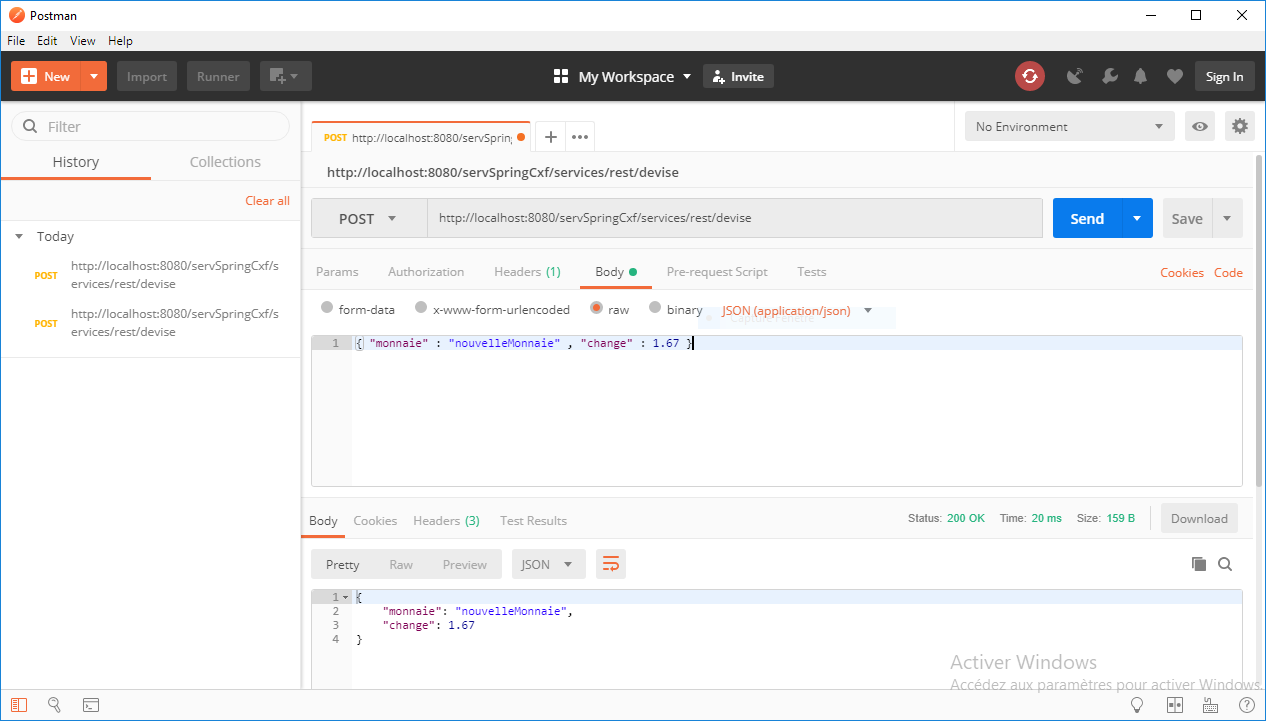 Postman
File Edit View Help
New Import Runner My Workspace Invite Sign In
Filter
History Collections
Clear all
Today
POST http://localhost:8080/servSpringCxf/s
ervices/rest/devise
POST http://localhost:8080/servSpringCxf/s
ervices/rest/devise
POST http://localhost:8080/servSpring
No Environment
http://localhost:8080/servSpringCxf/services/rest/devise
POST http://localhost:8080/servSpringCxf/services/rest/devise Send Save
Params Authorization Headers (1) Body Pre-request Script Tests Cookies Code
form-data x-www-form-urlencoded raw binary JSON (application/json)
1 { "monnaie" : "nouvelleMonnaie" , "change" : 1.67 }
Body Cookies Headers (3) Test Results Status: 200 OK Time: 20 ms Size: 159 B Download
Pretty Raw Preview JSON
1 {
2 "monnaie": "nouvelleMonnaie",
3 "change": 1.67
4 }
Activer Windows
Accédez aux paramètres pour activer Windows.